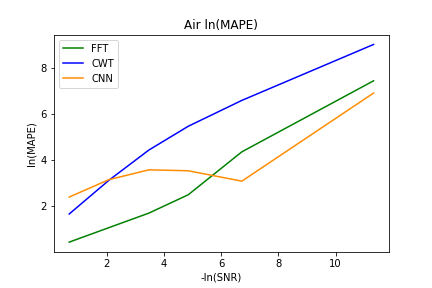 Air ln(MAPE)
FFT
CWT
CNN
ln(MAPE)
8
6
4
2
2 4 6 8 10
-ln(SNR)